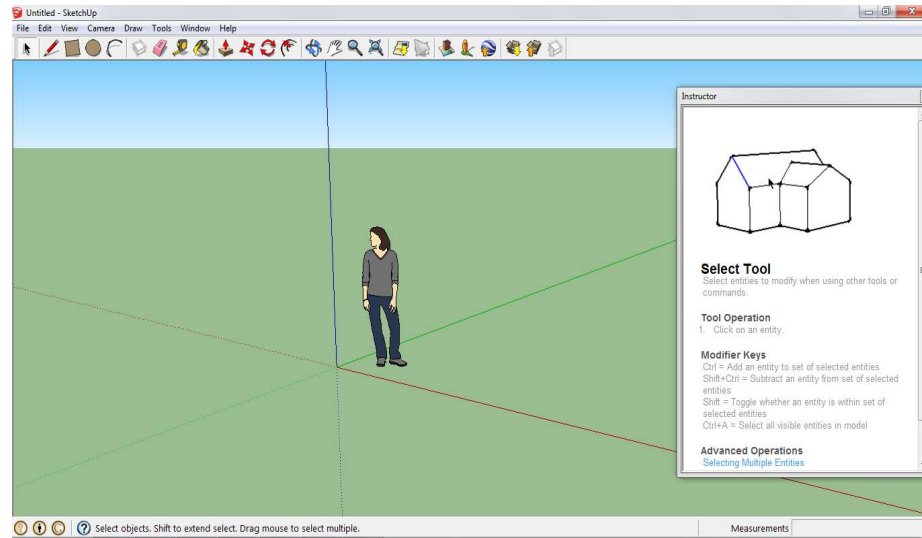 Untitled - SketchUp
File Edit View Camera Draw Tools Window Help
Instructor
Select Tool
Select entities to modify when using other tools or
commands.
Tool Operation
1. Click on an entity.
Modifier Keys
Ctrl = Add an entity to set of selected entities
Shift+Ctrl = Subtract an entity from set of selected
entities
Shift = Toggle whether an entity is within set of
selected entities
Ctrl+A = Select all visible entities in model
Advanced Operations
Selecting Multiple Entities
Select objects. Shift to extend select. Drag mouse to select multiple.
Measurements